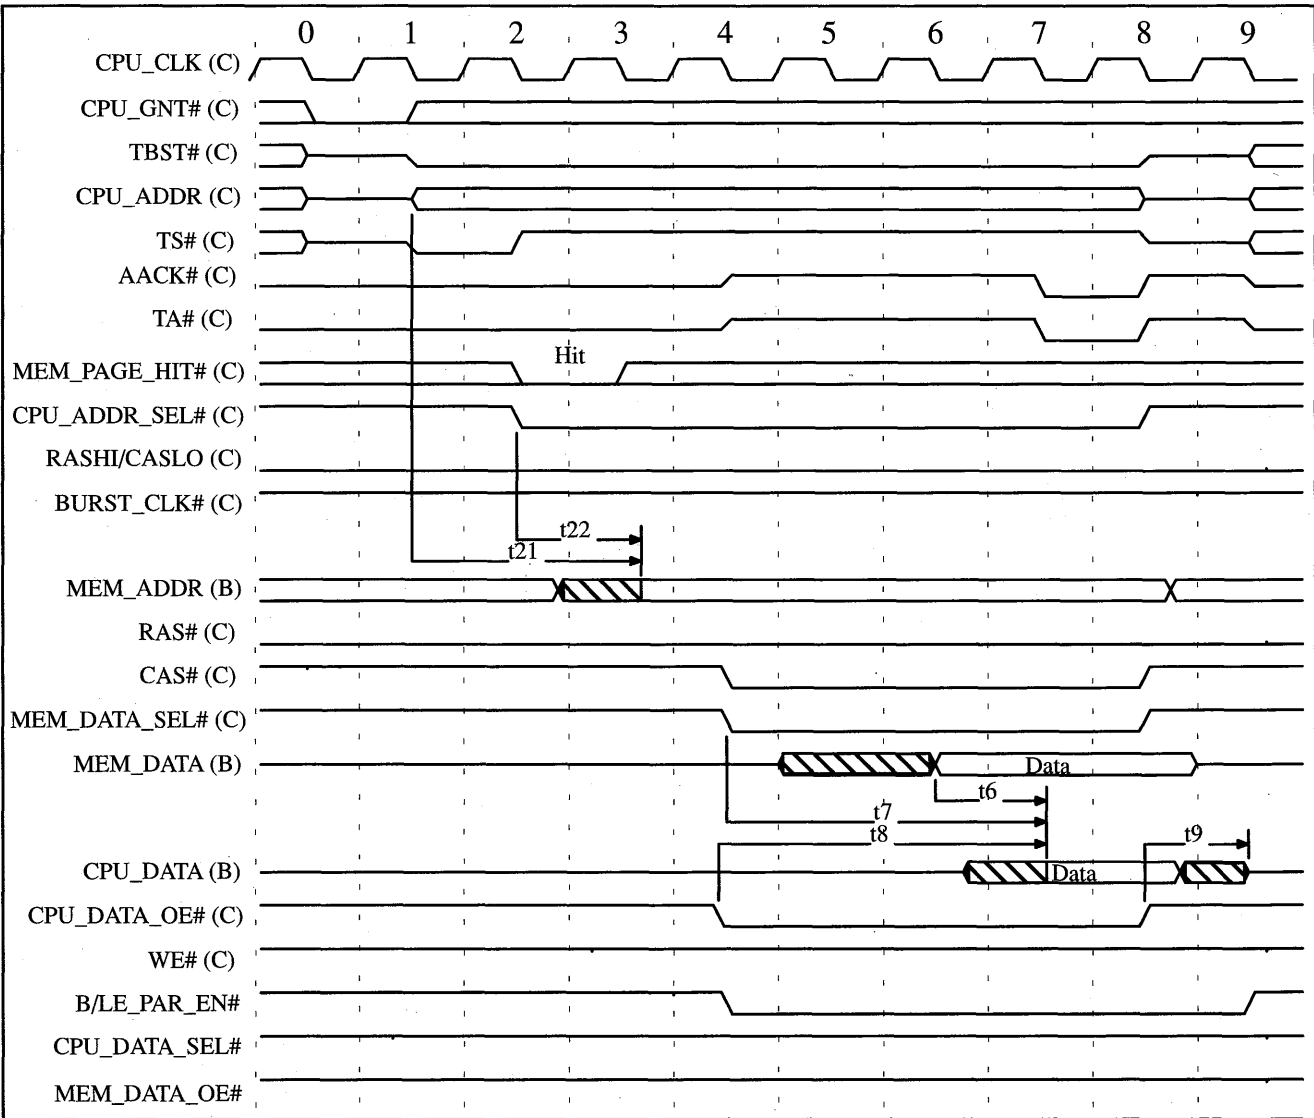 0 1 2 3 4 5 6 7 8 9
CPU_CLK (C)
CPU_GNT# (C)
TBST# (C)
CPU_ADDR (C)
TS# (C)
AACK# (C)
TA# (C)
Hit
MEM_PAGE_HIT# (C)
CPU_ADDR_SEL# (C)
RASHI/CASLO (C)
BURST_CLK# (C)
t22
t21
MEM_ADDR (B)
RAS# (C)
CAS# (C)
MEM_DATA_SEL# (C)
MEM_DATA (B) Data
t6
t7
t8 t9
CPU_DATA (B) Data
CPU_DATA_OE# (C)
WE# (C)
B/LE_PAR_EN#
CPU_DATA_SEL#
MEM_DATA_OE#